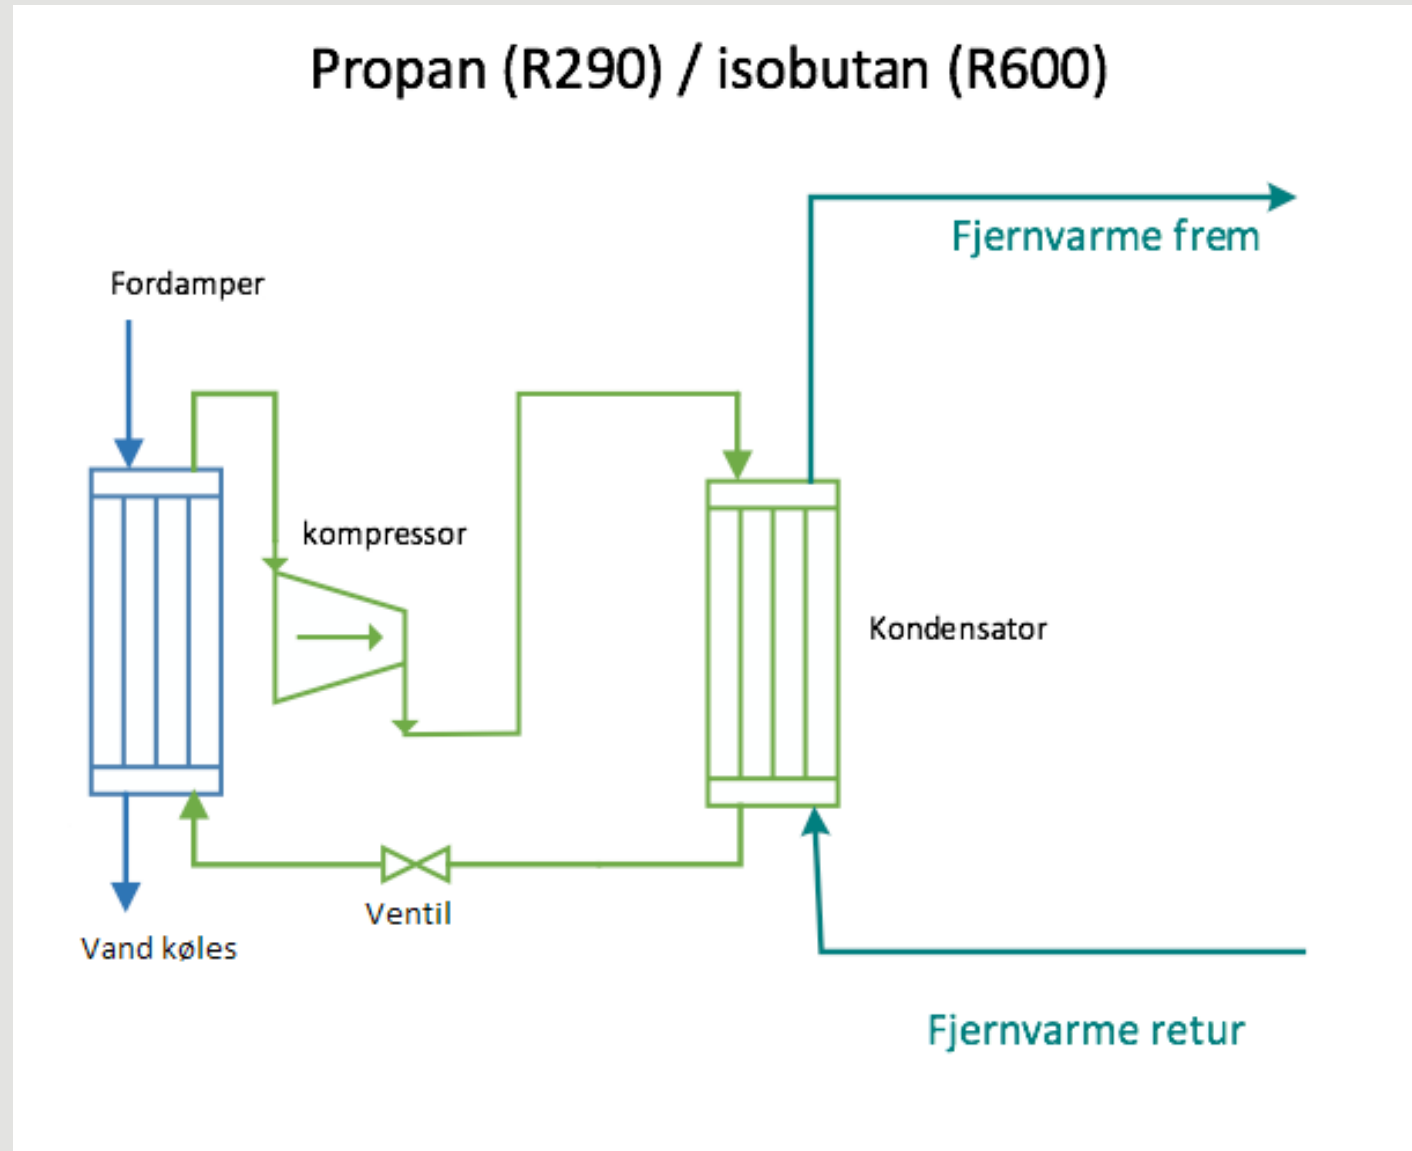 Propan (R290) / isobutan (R600)
Fjernvarme frem
Fordamper
kompressor
Kondensator
Ventil
Vand køles
Fjernvarme retur